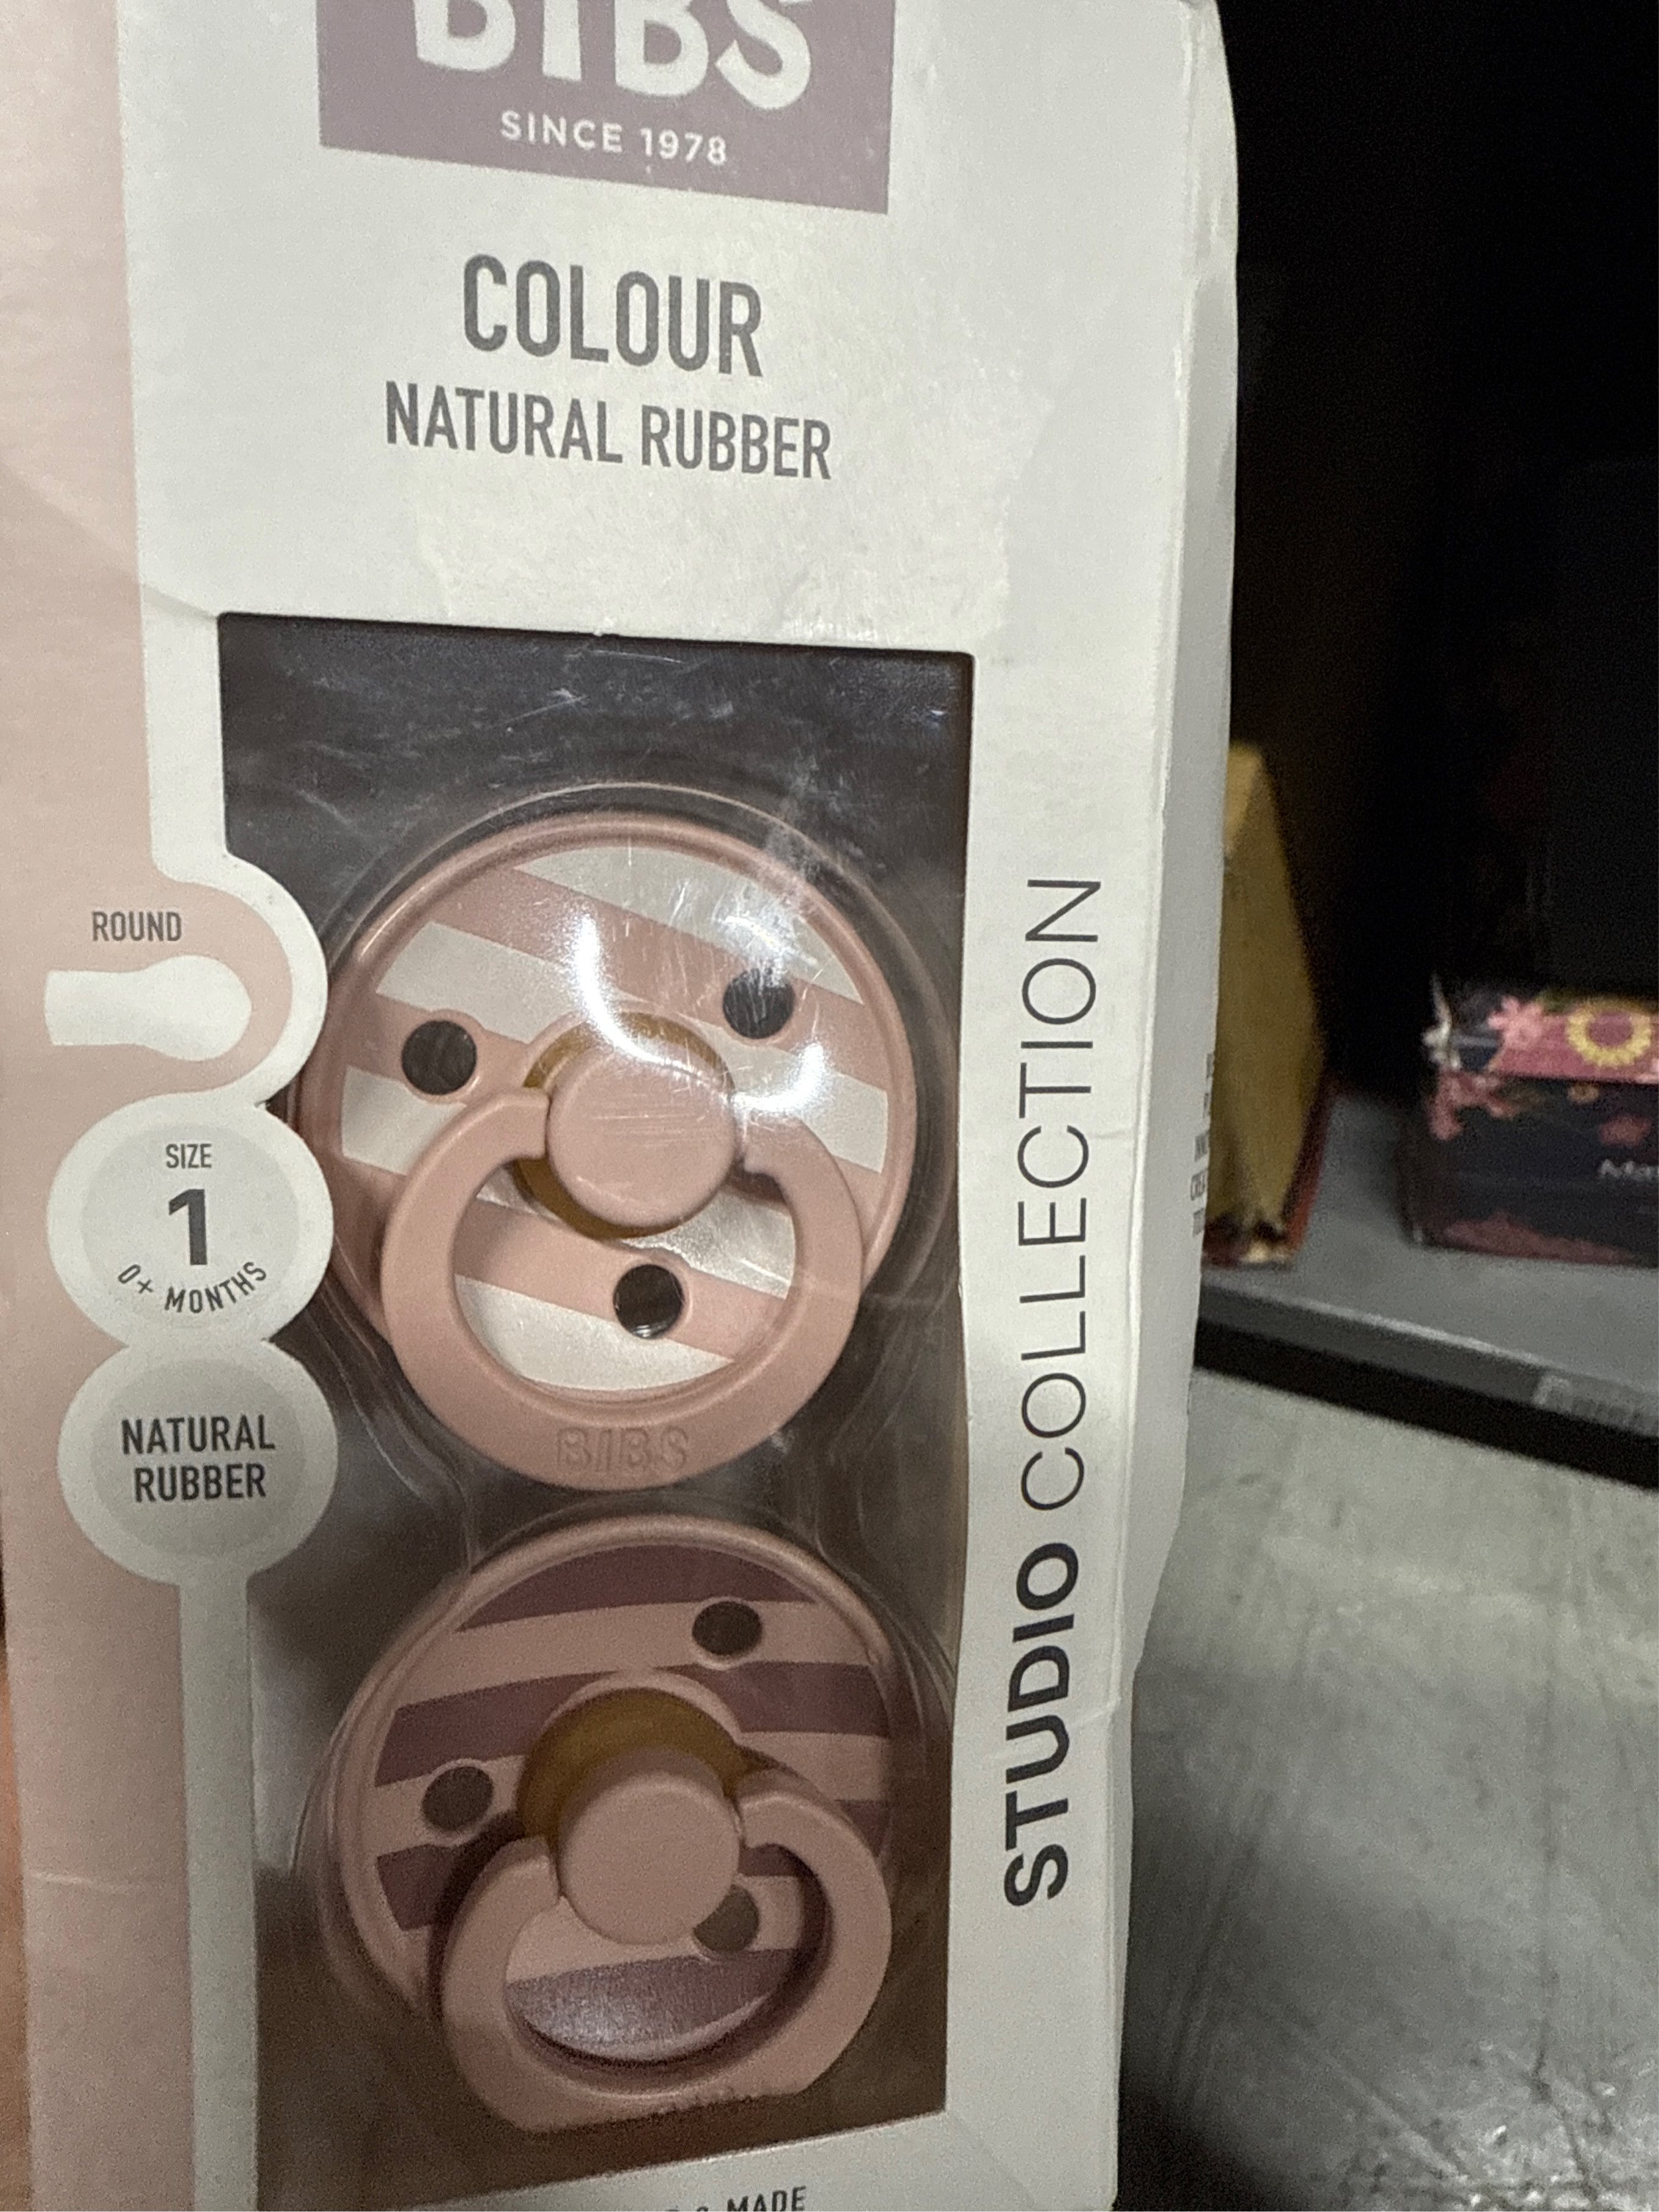 BIBS
SINCE 1978
COLOUR
NATURAL RUBBER
ROUND
SIZE
1
0+ MONTHS
NATURAL
RUBBER
BIBS
STUDIO COLLECTION
& MADE